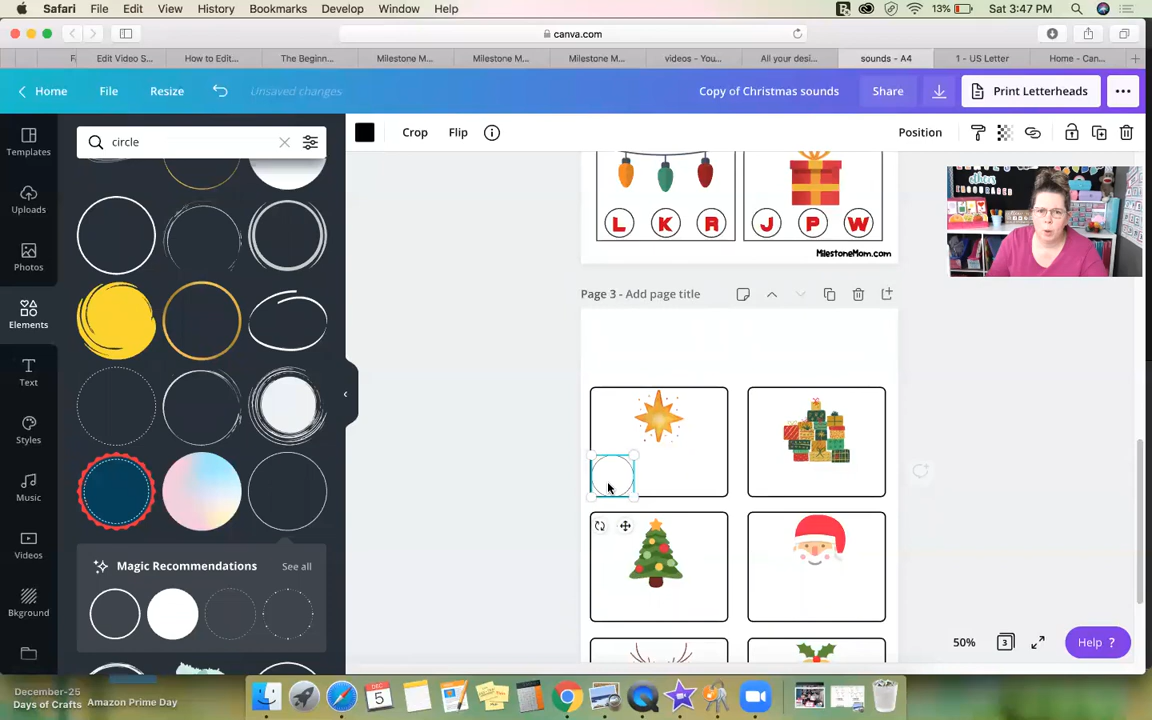 Safari File Edit View History Bookmarks Develop Window Help 13% Sat 3:47 PM
canva.com
Edit Video S... How to Edit... The Beginn... Milestone M... Milestone M... Milestone M... videos – You... All your desi... sounds – A4 1 - US Letter Home - Can...
Home File Resize Unsaved changes Copy of Christmas sounds Share Print Letterheads
circle
Crop Flip Position
Templates
Uploads
Photos
Elements
Text
Styles
Music
Videos
Bkground
L K R J P W
MilestoneMom.com
Page 3 - Add page title
Magic Recommendations See all
50% 3 Help ?
December-25
Days of Crafts Amazon Prime Day
DEC
5